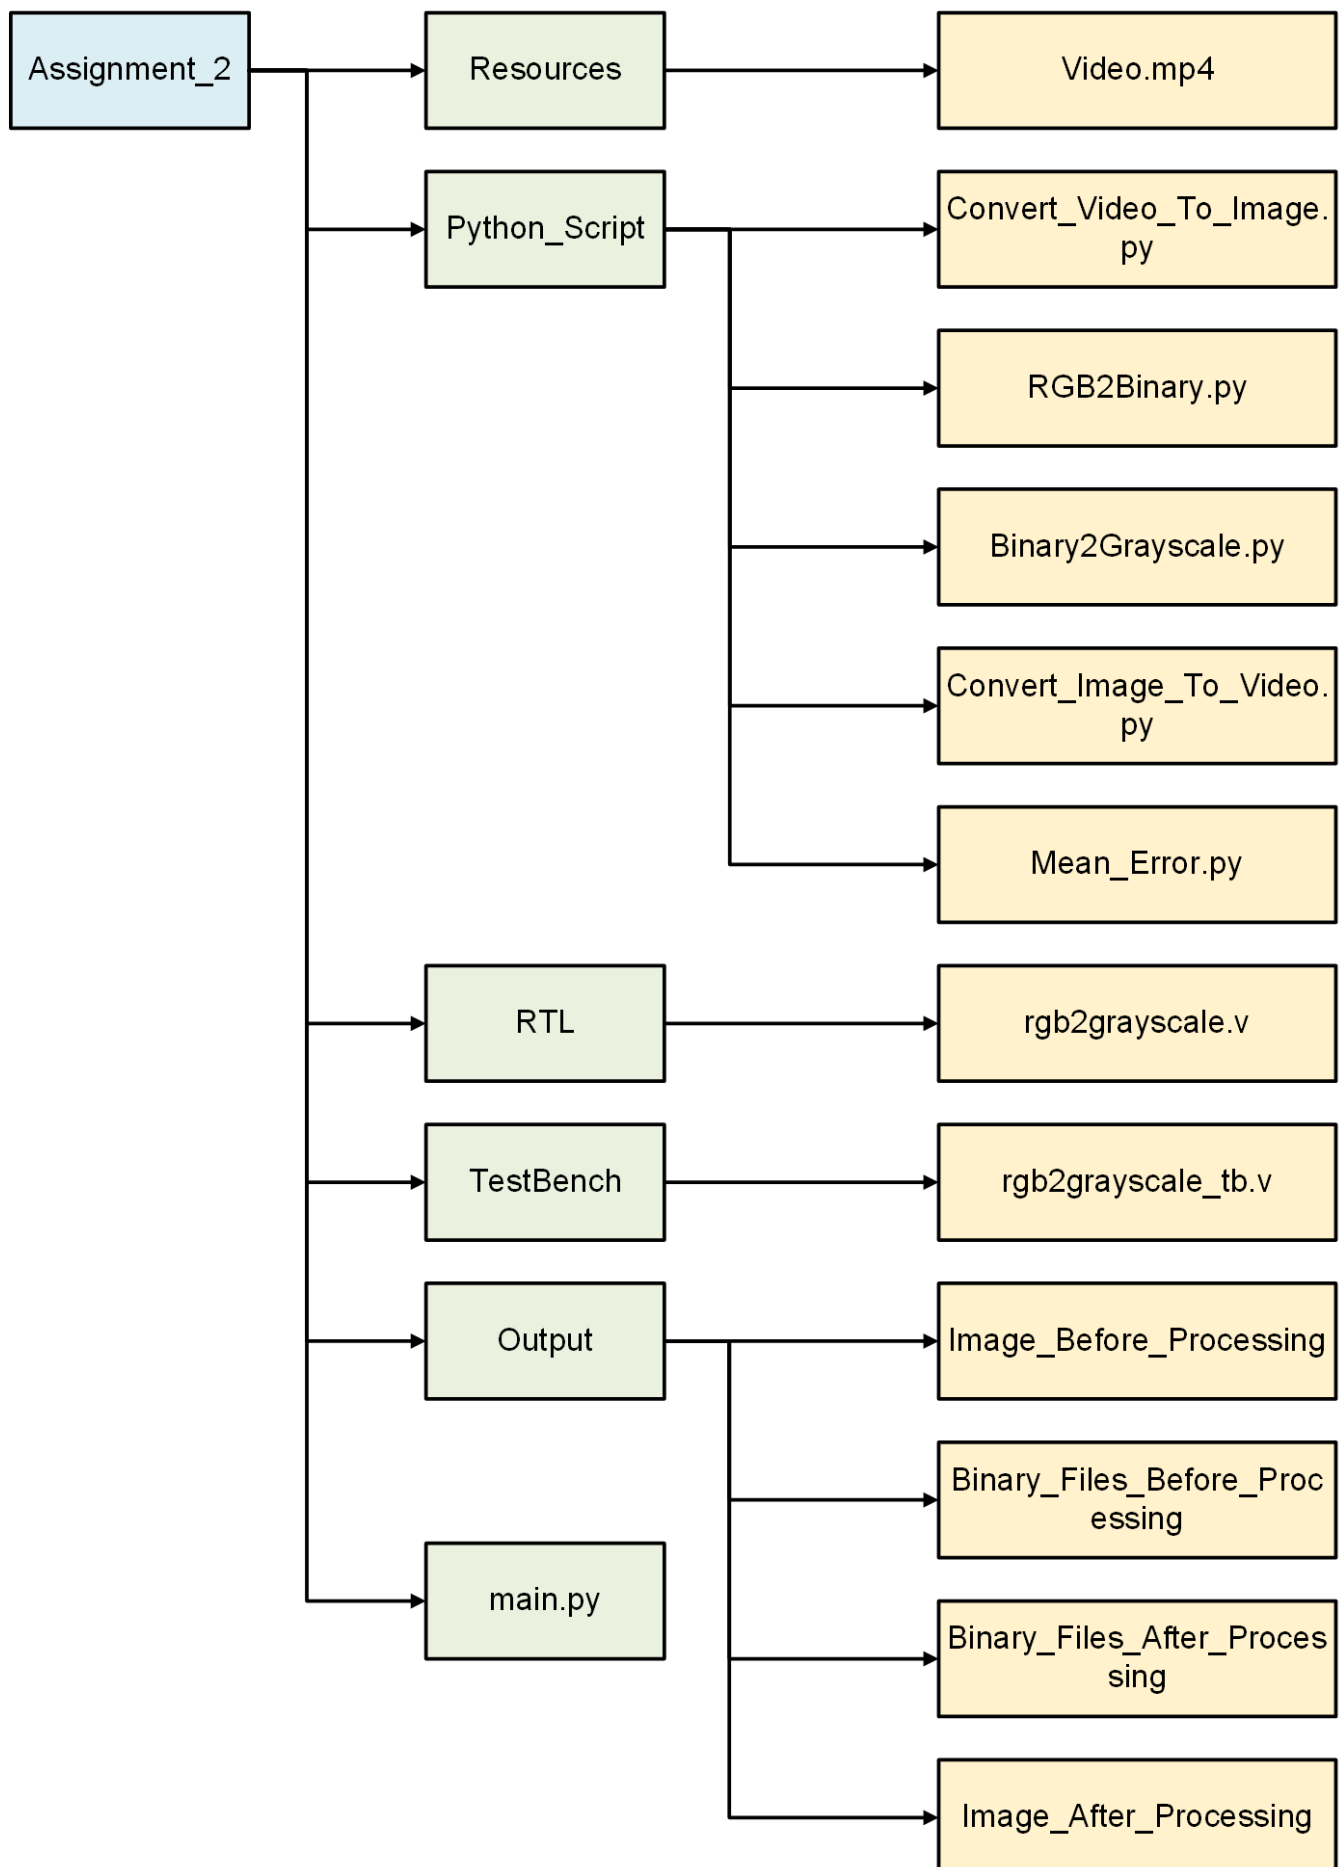 Assignment_2
Resources
Video.mp4
Python_Script
Convert_Video_To_Image.
py
RGB2Binary.py
Binary2Grayscale.py
Convert_Image_To_Video.
py
Mean_Error.py
RTL
rgb2grayscale.v
TestBench
rgb2grayscale_tb.v
Output
Image_Before_Processing
Binary_Files_Before_Proc
essing
main.py
Binary_Files_After_Proces
sing
Image_After_Processing